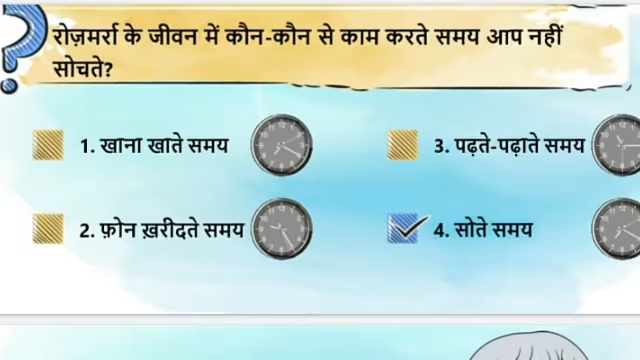 रोज़मर्रा के जीवन में कौन-कौन से काम करते समय आप नहीं
सोचते?
1. खाना खाते समय
3. पढ़ते-पढ़ाते समय
2. फ़ोन ख़रीदते समय
4. सोते समय